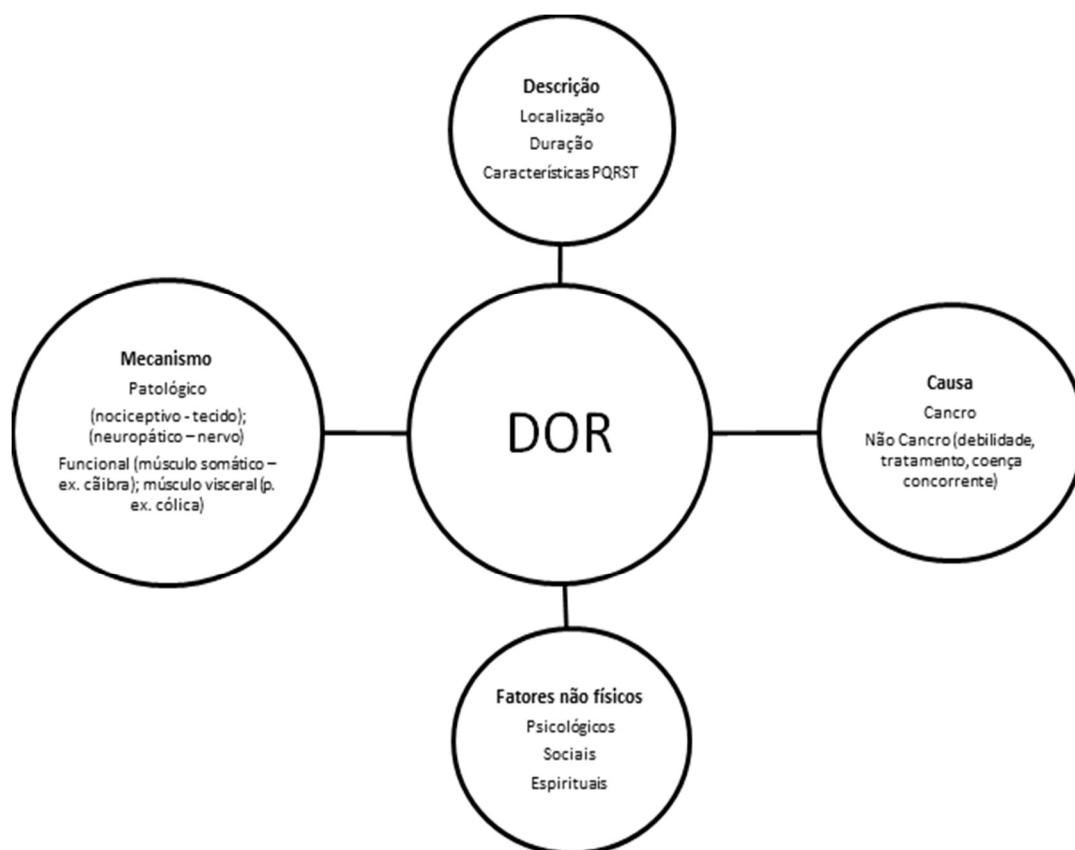 Descrição
Localização
Duração
Características PQRST
Mecanismo
Patológico
(nociceptivo - tecido);
(neuropático – nervo)
Funcional (músculo somático –
ex. cãibra); músculo visceral (p.
ex. cólica)
DOR
Causa
Cancro
Não Cancro (debilidade,
tratamento, coença
concorrente)
Fatores não físicos
Psicológicos
Sociais
Espirituais